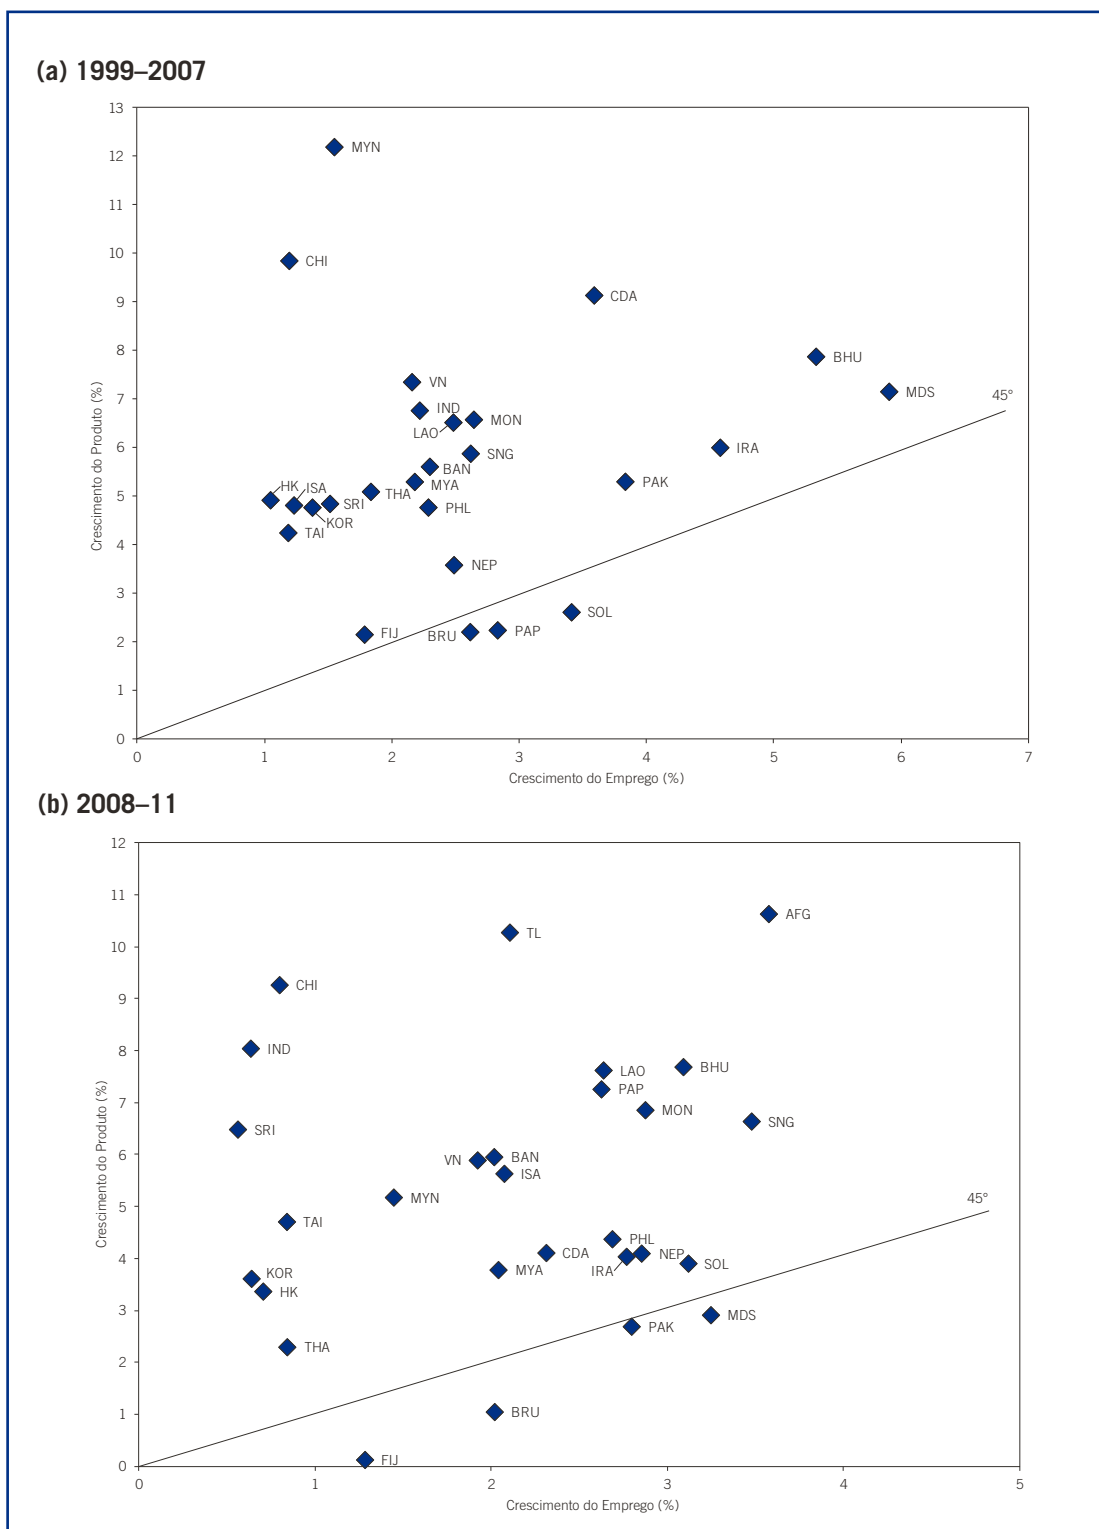 (a) 1999–2007
13
12
11
10
9
8
7
6
5
4
3
2
1
0
Crescimento do Produto (%)
MYN
CHI
CDA
BHU
VN
MDS
45°
IND
MON
LAO
SNG
IRA
BAN
HK
ISA
THA
MYA
PAK
SRI
PHL
KOR
TAI
NEP
SOL
FIJ
BRU
PAP
0 1 2 3 4 5 6 7
Crescimento do Emprego (%)
(b) 2008–11
12
11
10
9
8
7
6
5
4
3
2
1
0
Crescimento do Produto (%)
AFG
TL
CHI
IND
LAO
BHU
PAP
MON
SNG
SRI
VN
BAN
ISA
MYN
45°
TAI
PHL
CDA
NEP
KOR
MYA
IRA
SOL
HK
THA
MDS
PAK
BRU
FIJ
0 1 2 3 4 5
Crescimento do Emprego (%)